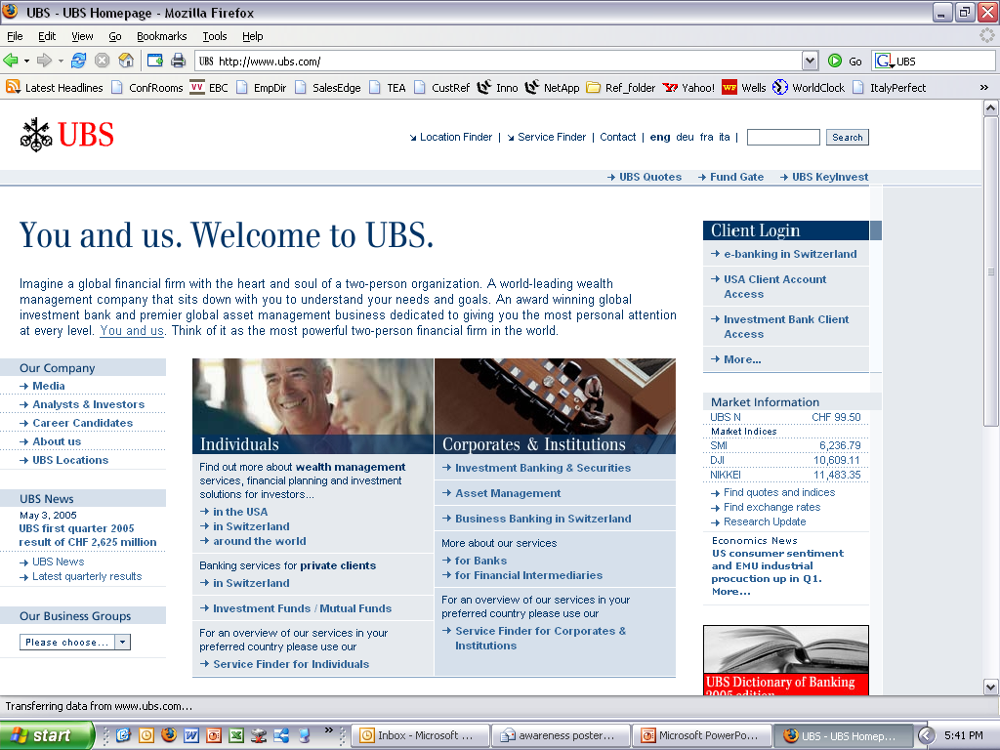 UBS - UBS Homepage - Mozilla Firefox
File Edit View Go Bookmarks Tools Help
UBS http://www.ubs.com/ Go UBS
Latest Headlines ConfRooms EBC EmpDir SalesEdge TEA CustRef Inno NetApp Ref_folder Yahoo! Wells WorldClock ItalyPerfect »
UBS
Location Finder | Service Finder | Contact | eng deu fra ita | Search
UBS Quotes Fund Gate UBS KeyInvest
You and us. Welcome to UBS.
Imagine a global financial firm with the heart and soul of a two-person organization. A world-leading wealth
management company that sits down with you to understand your needs and goals. An award winning global
investment bank and premier global asset management business dedicated to giving you the most personal attention
at every level. You and us. Think of it as the most powerful two-person financial firm in the world.
Our Company
Media
Analysts & Investors
Career Candidates
About us
UBS Locations
UBS News
May 3, 2005
UBS first quarter 2005
result of CHF 2,625 million
UBS News
Latest quarterly results
Our Business Groups
Please choose...
Individuals
Find out more about wealth management
services, financial planning and investment
solutions for investors...
in the USA
in Switzerland
around the world
Banking services for private clients
in Switzerland
Investment Funds / Mutual Funds
For an overview of our services in your
preferred country please use our
Service Finder for Individuals
Corporates & Institutions
Investment Banking & Securities
Asset Management
Business Banking in Switzerland
More about our services
for Banks
for Financial Intermediaries
For an overview of our services in your
preferred country please use our
Service Finder for Corporates &
Institutions
Client Login
e-banking in Switzerland
USA Client Account
Access
Investment Bank Client
Access
More...
Market Information
UBS N CHF 99.50
Market Indices
SMI 6,236.79
DJI 10,609.11
NIKKEI 11,483.35
Find quotes and indices
Find exchange rates
Research Update
Economics News
US consumer sentiment
and EMU industrial
procuction up in Q1.
More...
UBS Dictionary of Banking
2005 edition
Transferring data from www.ubs.com...
start » Inbox - Microsoft ... awareness poster... Microsoft PowerPo... UBS - UBS Homep... 5:41 PM